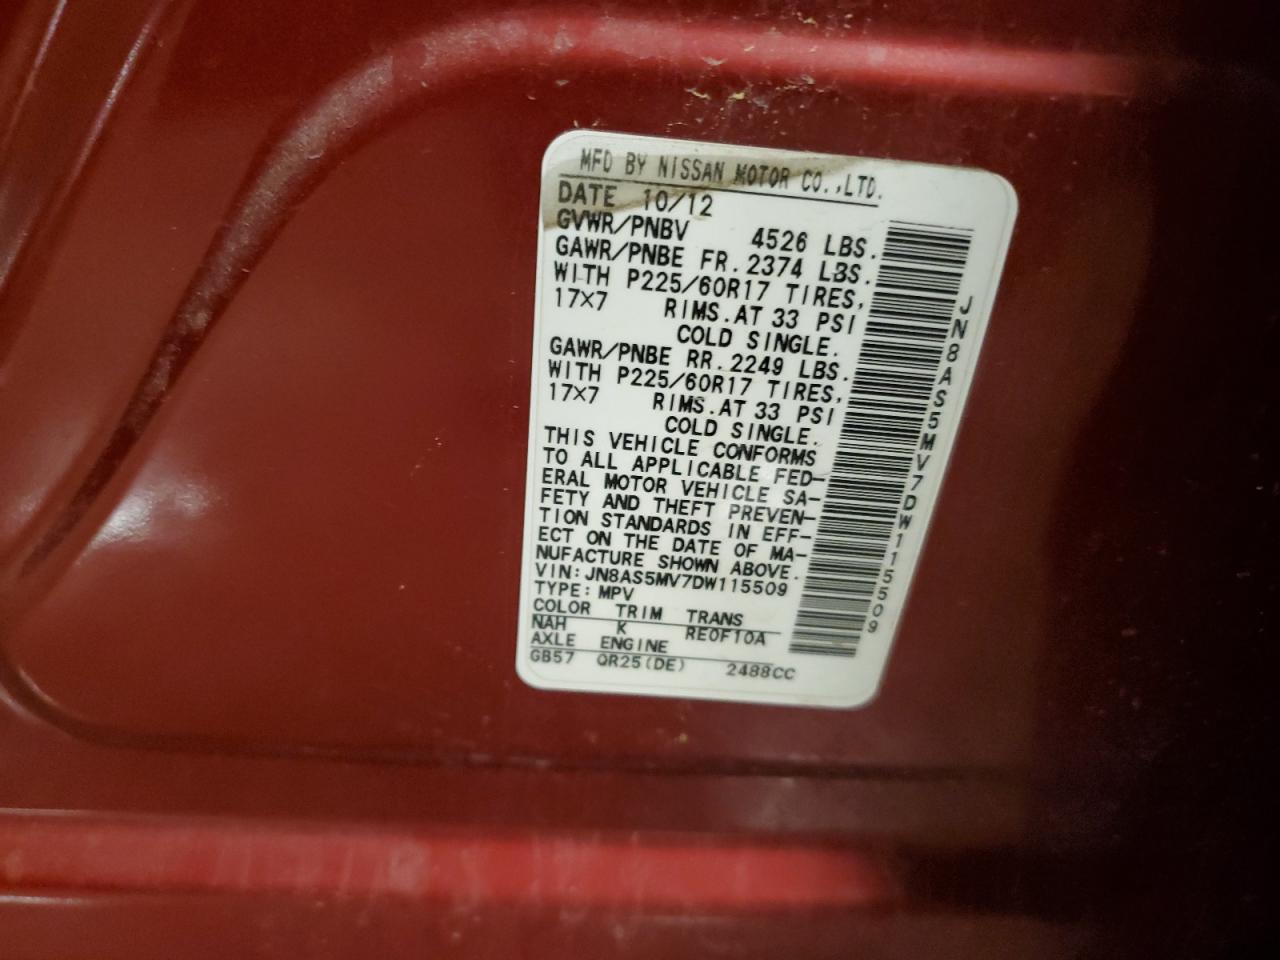 MFD BY NISSAN MOTOR CO.,LTD.
DATE 10/12
GVWR/PNBV 4526 LBS.
GAWR/PNBE FR. 2374 LBS.
WITH P225/60R17 TIRES,
17×7 RIMS.AT 33 PSI
COLD SINGLE.
GAWR/PNBE RR. 2249 LBS.
WITH P225/60R17 TIRES,
17×7 RIMS.AT 33 PSI
COLD SINGLE.
THIS VEHICLE CONFORMS
TO ALL APPLICABLE FED-
ERAL MOTOR VEHICLE SA-
FETY AND THEFT PREVEN-
TION STANDARDS IN EFF-
ECT ON THE DATE OF MA-
NUFACTURE SHOWN ABOVE.
VIN:JN8AS5MV7DW115509
TYPE:MPV
COLOR TRIM TRANS
NAH K RE0F10A
AXLE ENGINE
GB57 QR25(DE) 2488CC
JN8AS5MV7DW115509